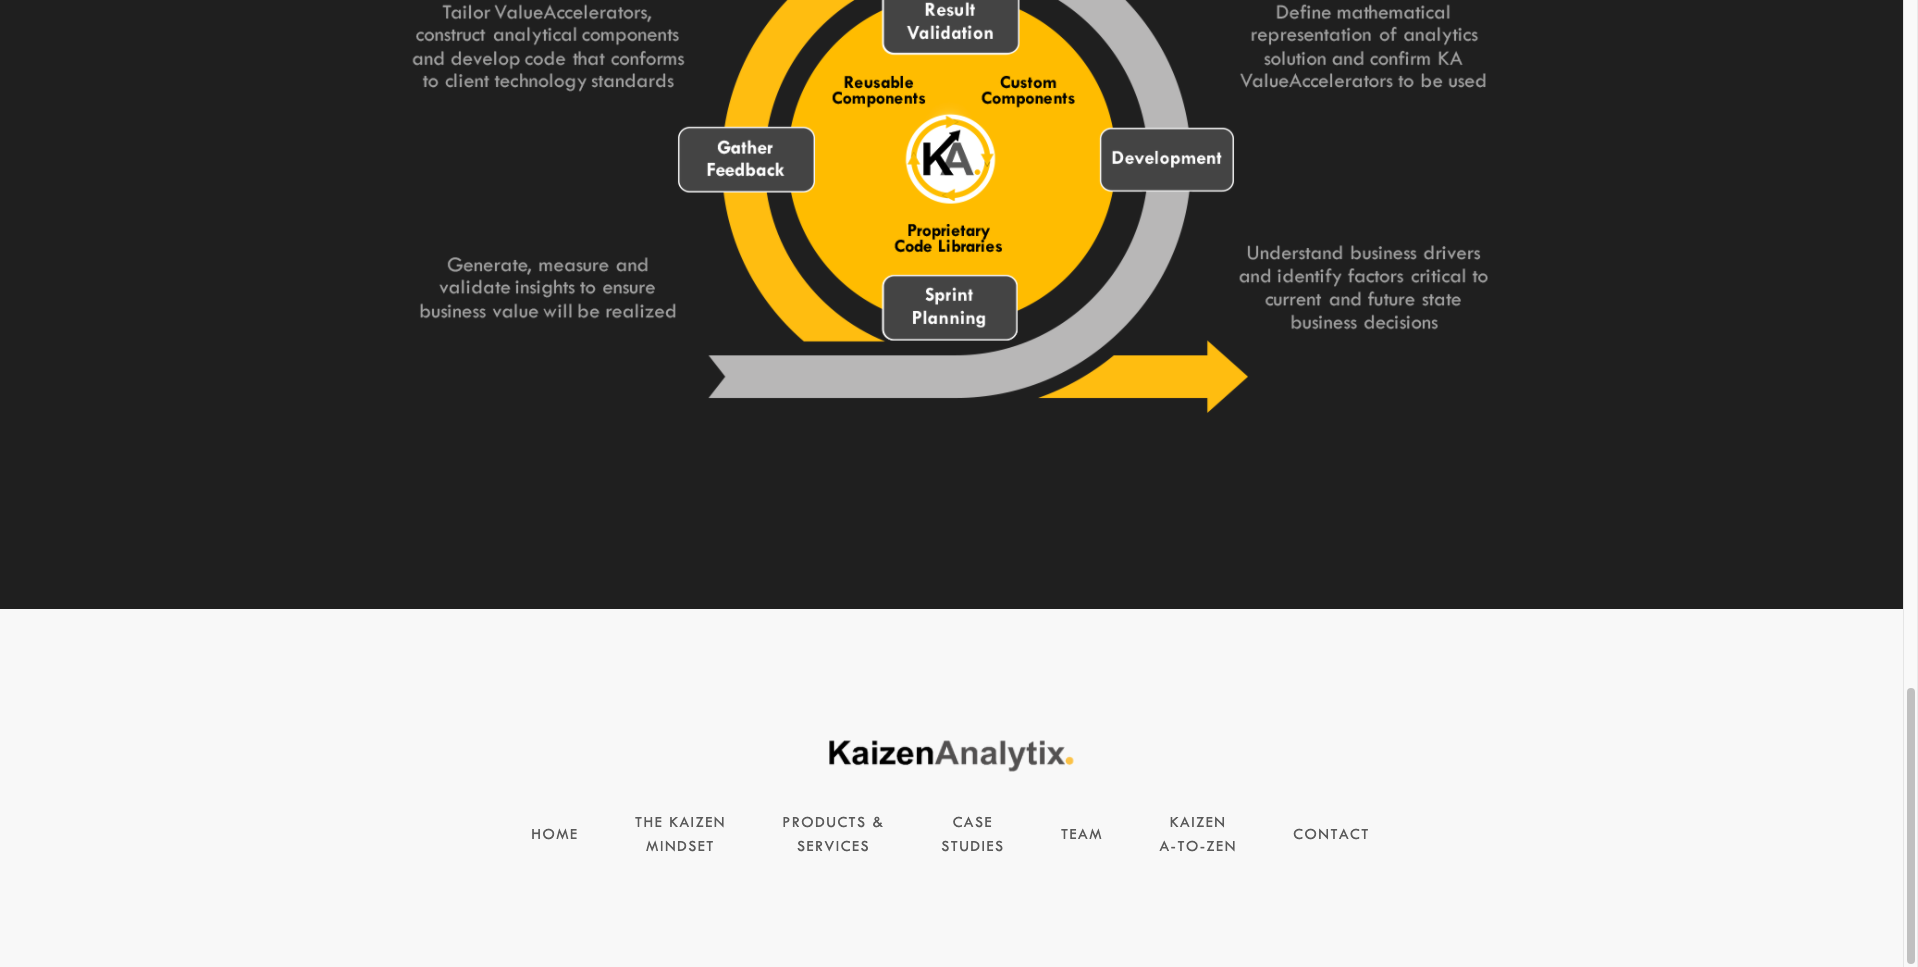 Tailor ValueAccelerators,
construct analytical components
and develop code that conforms
to client technology standards
Result
Validation
Define mathematical
representation of analytics
solution and confirm KA
ValueAccelerators to be used
Reusable
Components
Custom
Components
Gather
Feedback
KA.
Development
Proprietary
Code Libraries
Generate, measure and
validate insights to ensure
business value will be realized
Sprint
Planning
Understand business drivers
and identify factors critical to
current and future state
business decisions
KaizenAnalytix.
HOME
THE KAIZEN
MINDSET
PRODUCTS &
SERVICES
CASE
STUDIES
TEAM
KAIZEN
A-TO-ZEN
CONTACT